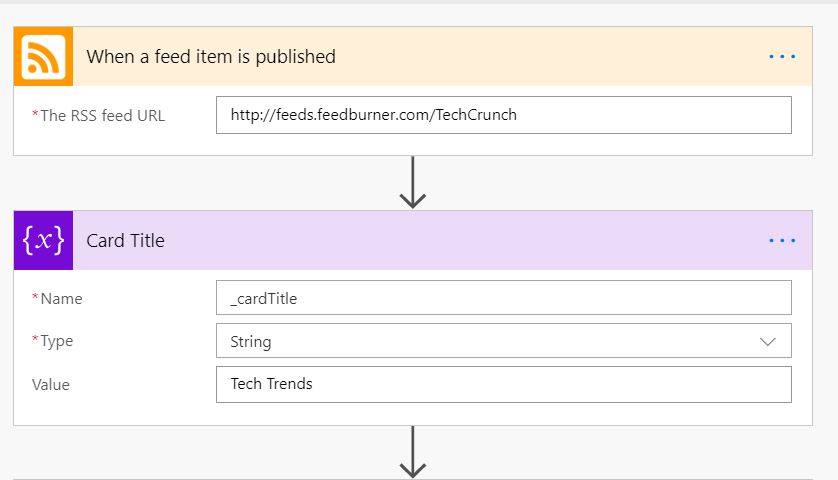 When a feed item is published
...
*The RSS feed URL
http://feeds.feedburner.com/TechCrunch
{x}
Card Title
...
*Name
_cardTitle
*Type
String
Value
Tech Trends